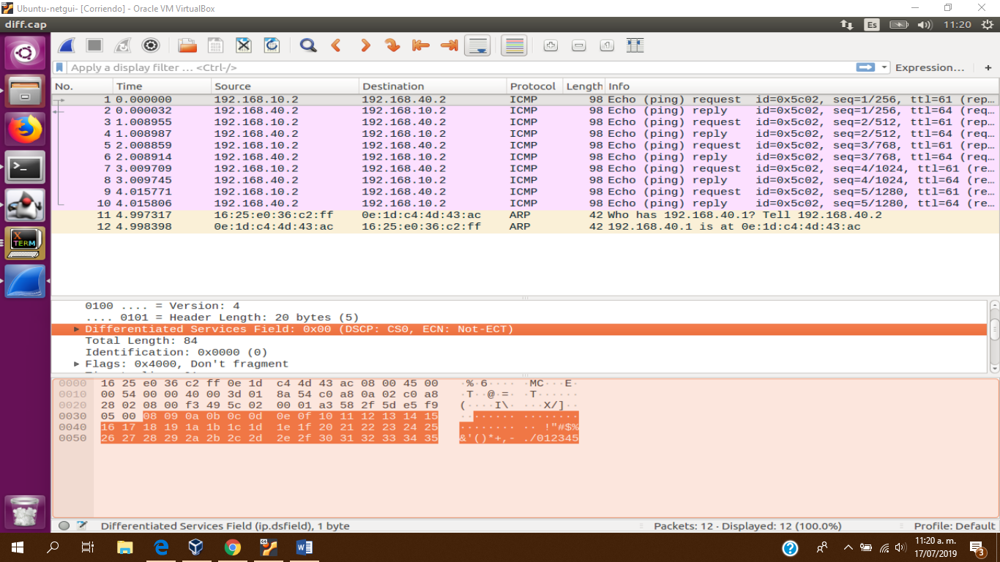 Ubuntu-netgui- [Corriendo] - Oracle VM VirtualBox
diff.cap Es 11:20
Apply a display filter ... <Ctrl-/> Expression... +
No. Time Source Destination Protocol Length Info
1 0.000000 192.168.10.2 192.168.40.2 ICMP 98 Echo (ping) request id=0x5c02, seq=1/256, ttl=61 (rep...
2 0.000032 192.168.40.2 192.168.10.2 ICMP 98 Echo (ping) reply id=0x5c02, seq=1/256, ttl=64 (req...
3 1.008955 192.168.10.2 192.168.40.2 ICMP 98 Echo (ping) request id=0x5c02, seq=2/512, ttl=61 (rep...
4 1.008987 192.168.40.2 192.168.10.2 ICMP 98 Echo (ping) reply id=0x5c02, seq=2/512, ttl=64 (req...
5 2.008859 192.168.10.2 192.168.40.2 ICMP 98 Echo (ping) request id=0x5c02, seq=3/768, ttl=61 (rep...
6 2.008914 192.168.40.2 192.168.10.2 ICMP 98 Echo (ping) reply id=0x5c02, seq=3/768, ttl=64 (req...
7 3.009709 192.168.10.2 192.168.40.2 ICMP 98 Echo (ping) request id=0x5c02, seq=4/1024, ttl=61 (re...
8 3.009745 192.168.40.2 192.168.10.2 ICMP 98 Echo (ping) reply id=0x5c02, seq=4/1024, ttl=64 (re...
9 4.015771 192.168.10.2 192.168.40.2 ICMP 98 Echo (ping) request id=0x5c02, seq=5/1280, ttl=61 (re...
10 4.015806 192.168.40.2 192.168.10.2 ICMP 98 Echo (ping) reply id=0x5c02, seq=5/1280, ttl=64 (re...
11 4.997317 16:25:e0:36:c2:ff 0e:1d:c4:4d:43:ac ARP 42 Who has 192.168.40.1? Tell 192.168.40.2
12 4.998398 0e:1d:c4:4d:43:ac 16:25:e0:36:c2:ff ARP 42 192.168.40.1 is at 0e:1d:c4:4d:43:ac
X
TERM
0100 .... = Version: 4
.... 0101 = Header Length: 20 bytes (5)
Differentiated Services Field: 0x00 (DSCP: CS0, ECN: Not-ECT)
Total Length: 84
Identification: 0x0000 (0)
Flags: 0x4000, Don't fragment
0000 16 25 e0 36 c2 ff 0e 1d c4 4d 43 ac 08 00 45 00 ·%·6···· ·MC···E·
0010 00 54 00 00 40 00 3d 01 8a 54 c0 a8 0a 02 c0 a8 ·T··@·=· ·T······
0020 28 02 08 00 f3 49 5c 02 00 01 a3 58 2f 5d e5 f9 (····I\· ···X/]··
0030 05 00 08 09 0a 0b 0c 0d 0e 0f 10 11 12 13 14 15 ········ ········
0040 16 17 18 19 1a 1b 1c 1d 1e 1f 20 21 22 23 24 25 ········ ·· !"#$%
0050 26 27 28 29 2a 2b 2c 2d 2e 2f 30 31 32 33 34 35 &'()*+,- ./012345
Differentiated Services Field (ip.dsfield), 1 byte Packets: 12 · Displayed: 12 (100.0%) Profile: Default
11:20 a. m.
17/07/2019
3